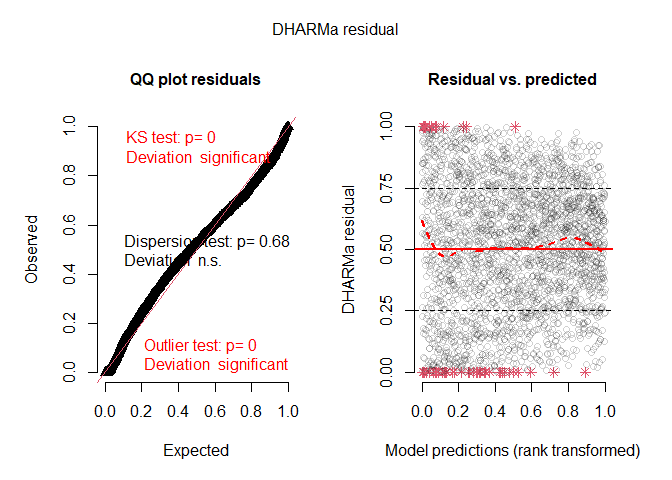 DHARMa residual
QQ plot residuals
KS test: p= 0
Deviation significant
Dispersion test: p= 0.68
Deviation n.s.
Outlier test: p= 0
Deviation significant
Observed
0.0 0.2 0.4 0.6 0.8 1.0
0.0 0.2 0.4 0.6 0.8 1.0
Expected
Residual vs. predicted
DHARMa residual
0.00 0.25 0.50 0.75 1.00
0.0 0.2 0.4 0.6 0.8 1.0
Model predictions (rank transformed)